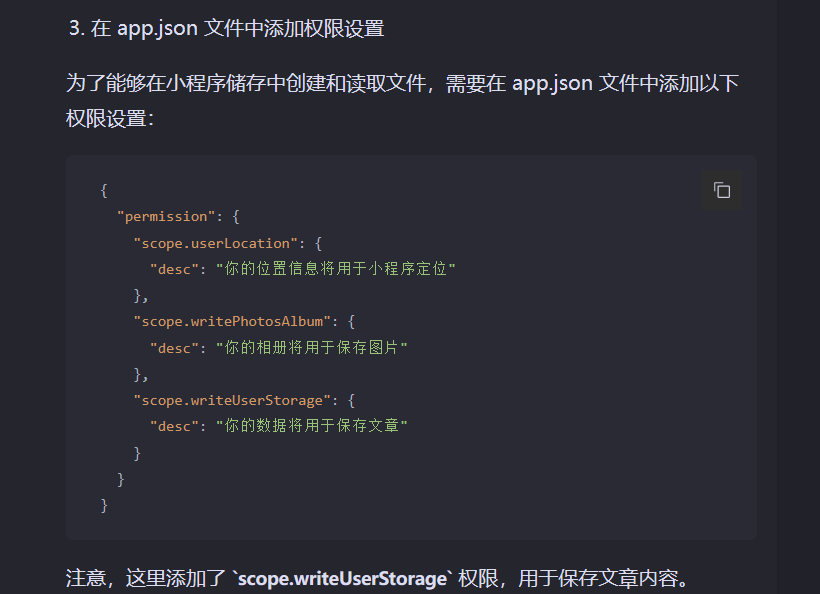 3. 在 app.json 文件中添加权限设置
为了能够在小程序储存中创建和读取文件，需要在 app.json 文件中添加以下
权限设置：
{
"permission": {
"scope.userLocation": {
"desc": "你的位置信息将用于小程序定位"
},
"scope.writePhotosAlbum": {
"desc": "你的相册将用于保存图片"
},
"scope.writeUserStorage": {
"desc": "你的数据将用于保存文章"
}
}
}
注意，这里添加了 `scope.writeUserStorage` 权限，用于保存文章内容。